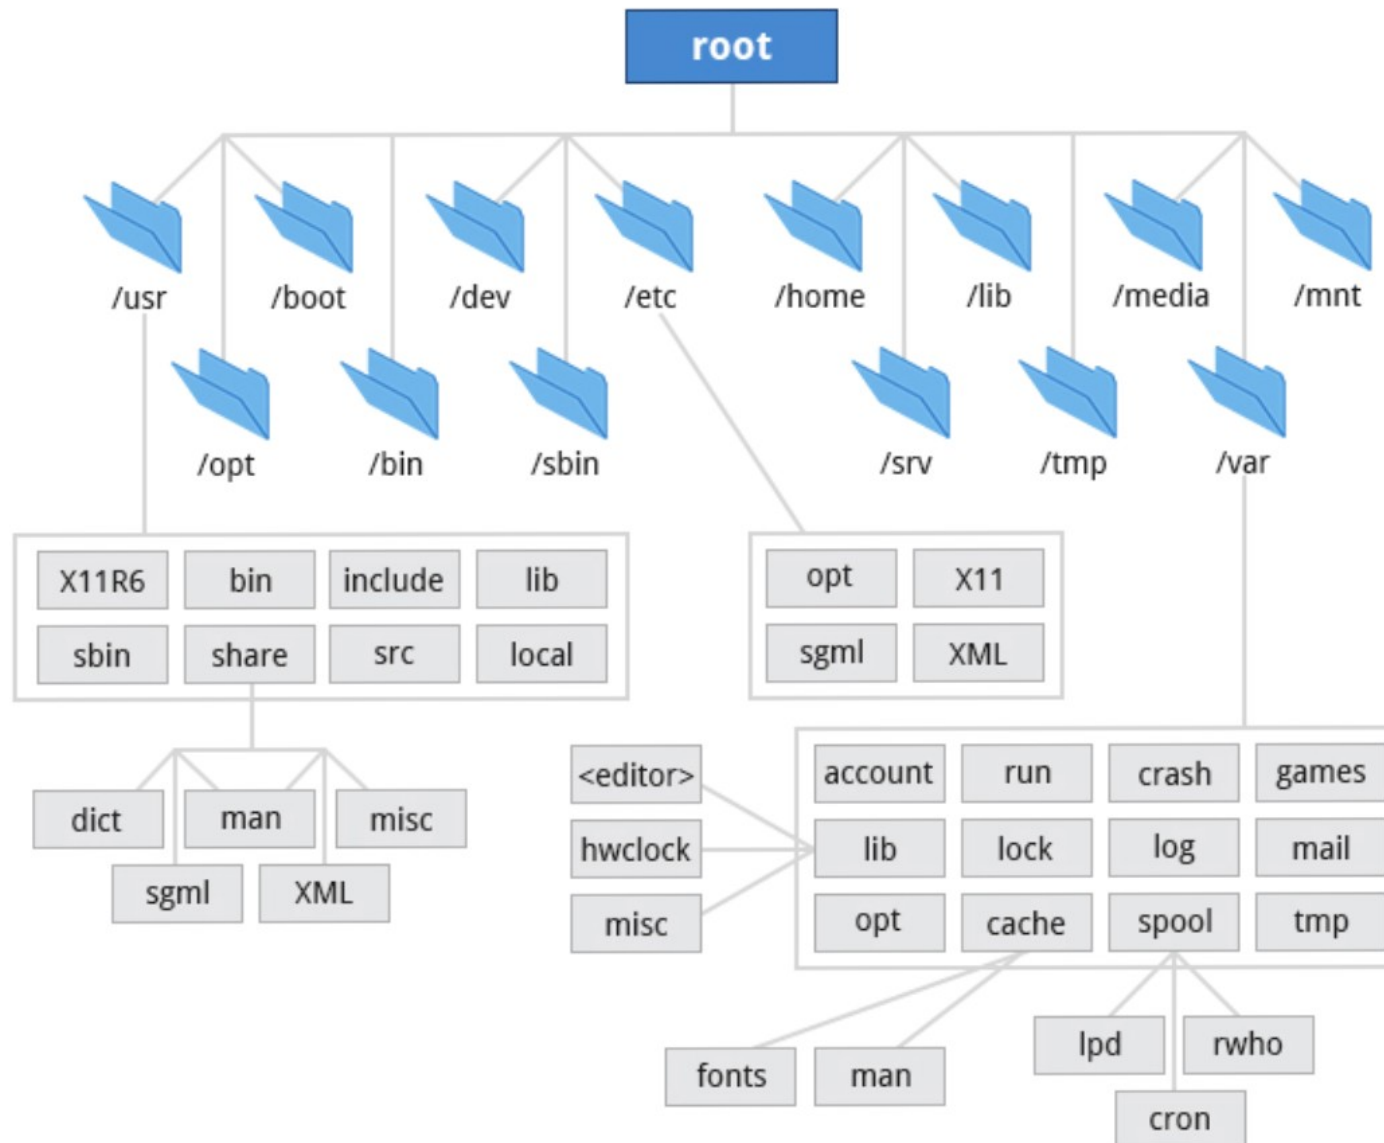 root
/usr
/boot
/dev
/etc
/home
/lib
/media
/mnt
/opt
/bin
/sbin
/srv
/tmp
/var
X11R6
bin
include
lib
sbin
share
src
local
opt
X11
sgml
XML
dict
man
misc
sgml
XML
<editor>
hwclock
misc
account
run
crash
games
lib
lock
log
mail
opt
cache
spool
tmp
fonts
man
lpd
rwho
cron